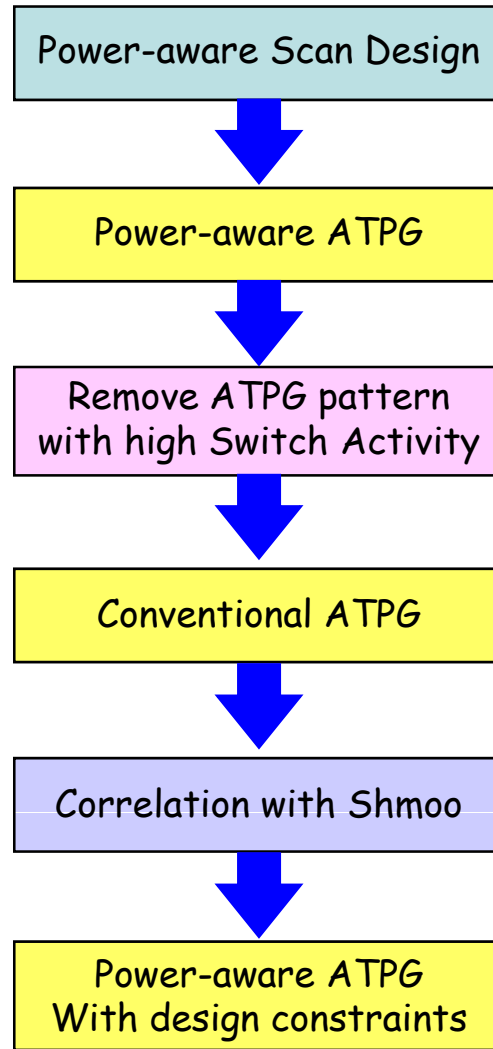 Power-aware Scan Design
Power-aware ATPG
Remove ATPG pattern
with high Switch Activity
Conventional ATPG
Correlation with Shmoo
Power-aware ATPG
With design constraints